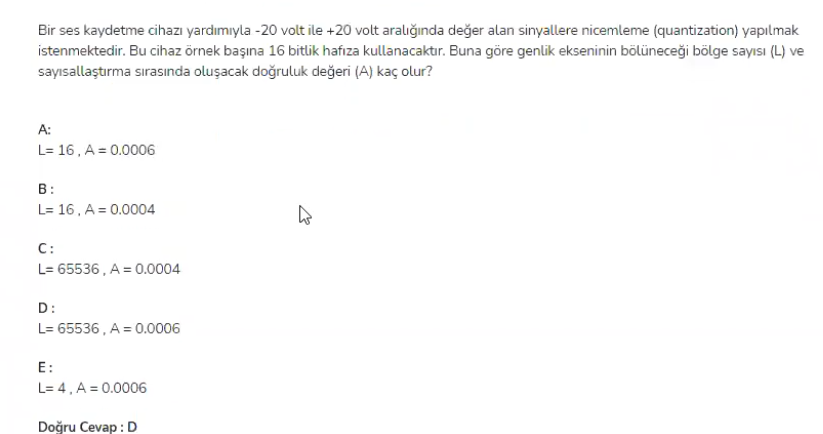 Bir ses kaydetme cihazı yardımıyla -20 volt ile +20 volt aralığında değer alan sinyallere nicemleme (quantization) yapılmak
istenmektedir. Bu cihaz örnek başına 16 bitlik hafıza kullanacaktır. Buna göre genlik ekseninin bölüneceği bölge sayısı (L) ve
sayısallaştırma sırasında oluşacak doğruluk değeri (A) kaç olur?
A:
L= 16 , A = 0.0006
B :
L= 16 , A = 0.0004
C :
L= 65536 , A = 0.0004
D :
L= 65536 , A = 0.0006
E :
L= 4 , A = 0.0006
Doğru Cevap : D